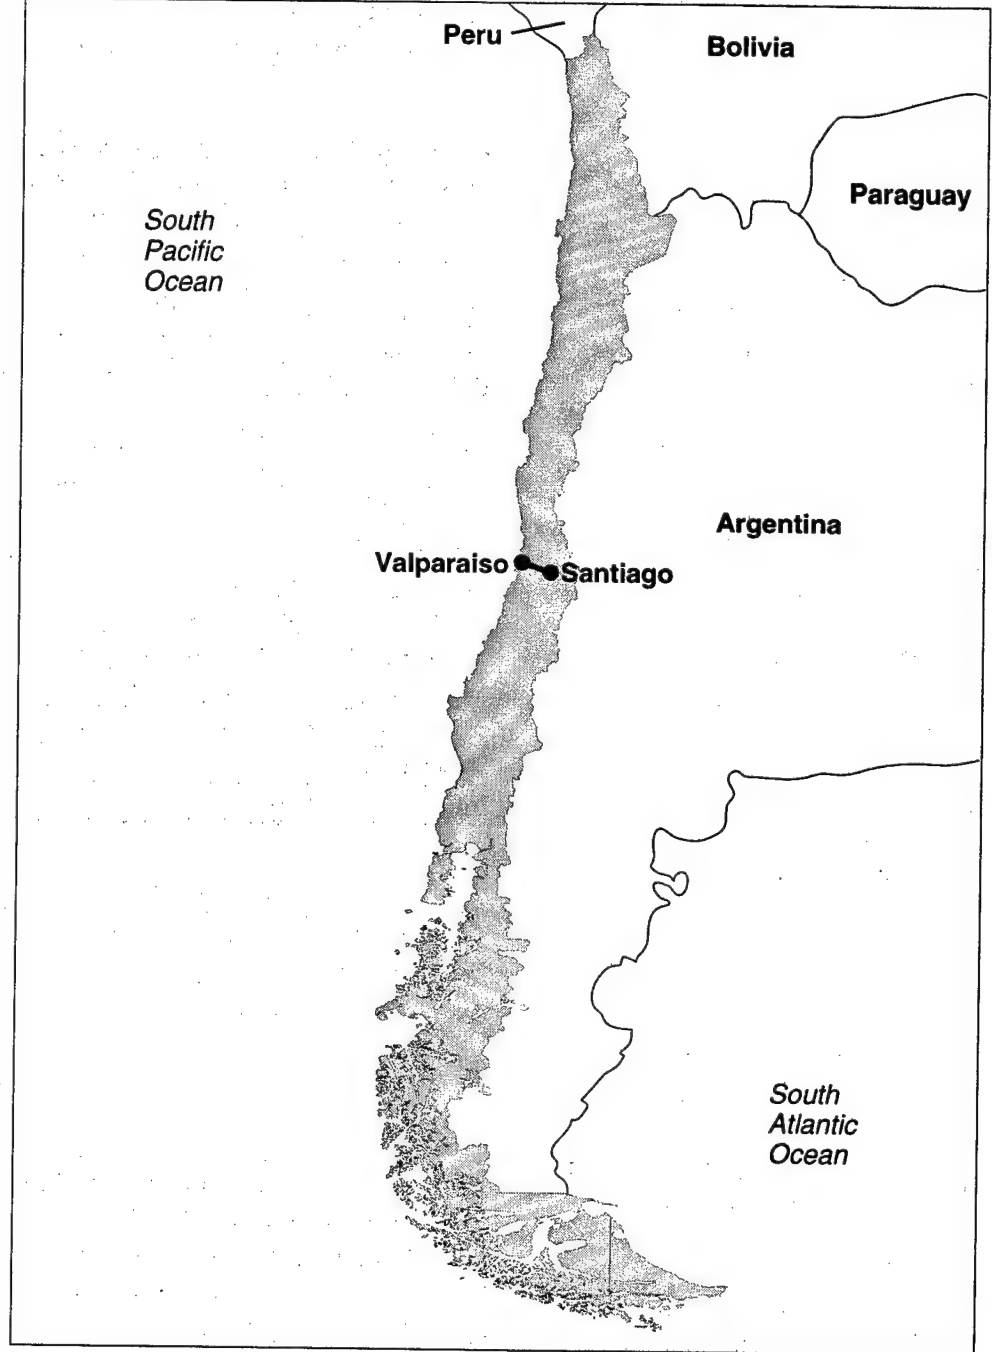 Peru
Bolivia
Paraguay
South
Pacific
Ocean
Argentina
Valparaiso
Santiago
South
Atlantic
Ocean